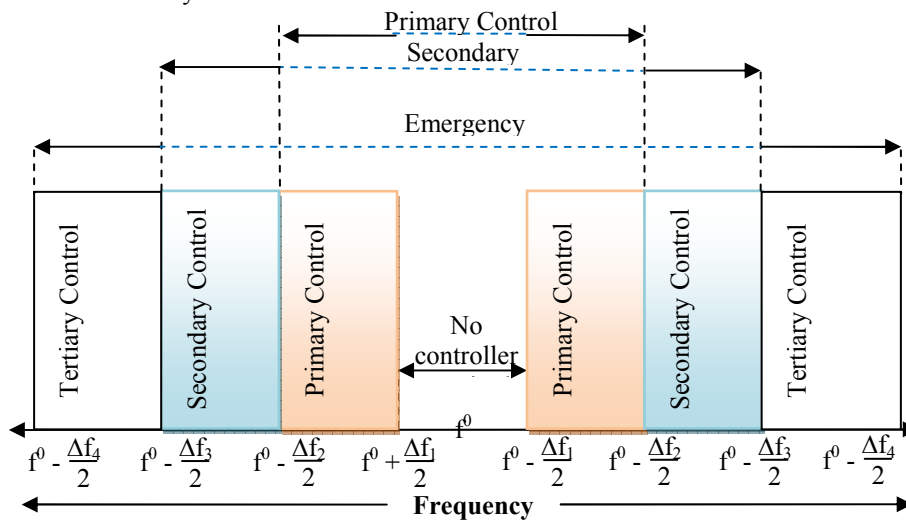 Primary Control
Secondary
Emergency
Tertiary Control
Secondary Control
Primary Control
No
controller
Primary Control
Secondary Control
Tertiary Control
f⁰
f⁰ - Δf₄/2
f⁰ - Δf₃/2
f⁰ - Δf₂/2
f⁰ + Δf₁/2
f⁰ - Δf₁/2
f⁰ - Δf₂/2
f⁰ - Δf₃/2
f⁰ - Δf₄/2
Frequency